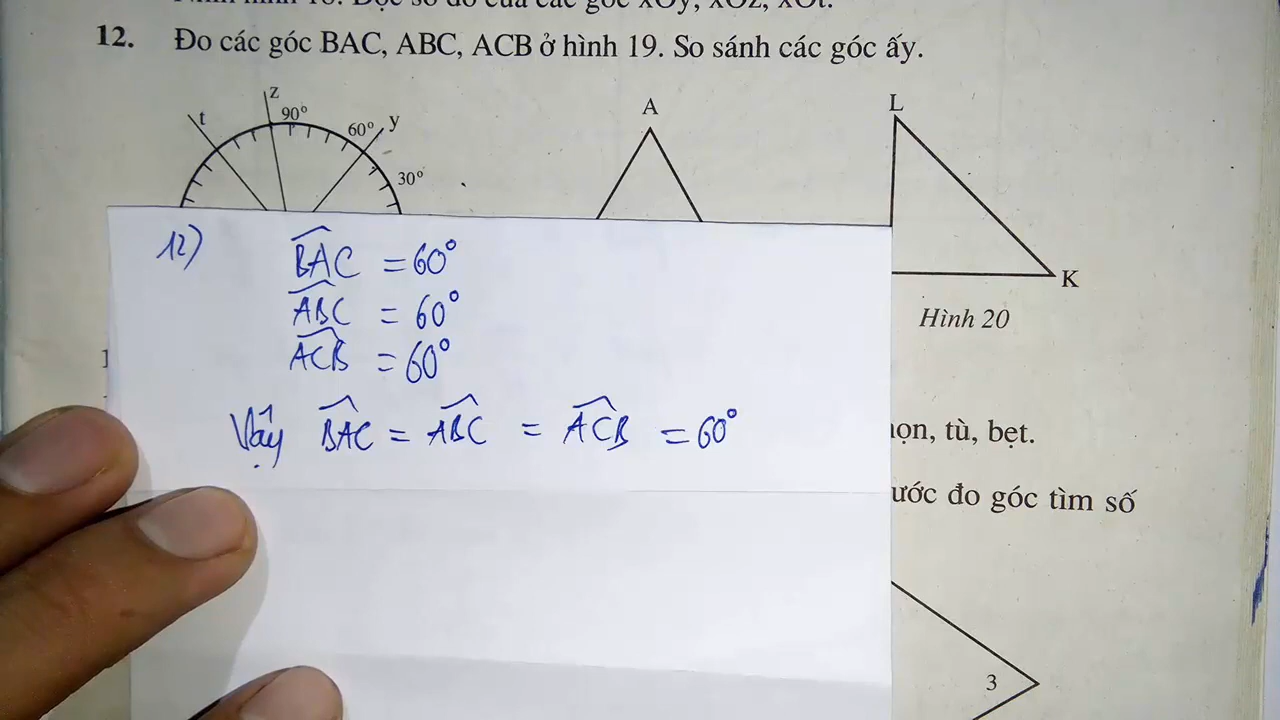 12. Đo các góc BAC, ABC, ACB ở hình 19. So sánh các góc ấy.
t
z
90°
60°
y
30°
A
L
K
Hình 20
12)
BAC = 60°
ABC = 60°
ACB = 60°
Vậy BAC = ABC = ACB = 60°
tù, bẹt.
đo góc tìm số
3